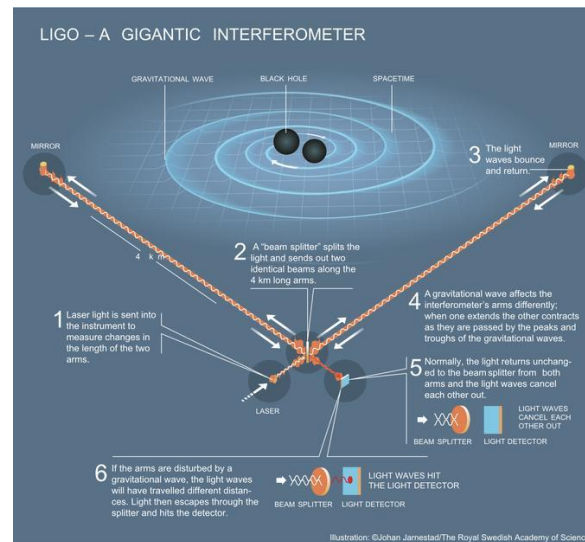 LIGO – A GIGANTIC INTERFEROMETER
GRAVITATIONAL WAVE
BLACK HOLE
SPACETIME
MIRROR
MIRROR
3 The light
waves bounce
and return.
4 km
2 A "beam splitter" splits the
light and sends out two
identical beams along the
4 km long arms.
1 Laser light is sent into
the instrument to
measure changes in
the length of the two
arms.
4 A gravitational wave affects the
interferometer's arms differently;
when one extends the other contracts
as they are passed by the peaks and
troughs of the gravitational waves.
5 Normally, the light returns unchang-
ed to the beam splitter from both
arms and the light waves cancel
each other out.
LASER
LIGHT WAVES
CANCEL EACH
OTHER OUT
BEAM SPLITTER
LIGHT DETECTOR
6 If the arms are disturbed by a
gravitational wave, the light waves
will have travelled different distan-
ces. Light then escapes through the
splitter and hits the detector.
LIGHT WAVES HIT
THE LIGHT DETECTOR
BEAM SPLITTER
LIGHT DETECTOR
Illustration: ©Johan Jarnestad/The Royal Swedish Academy of Scienc